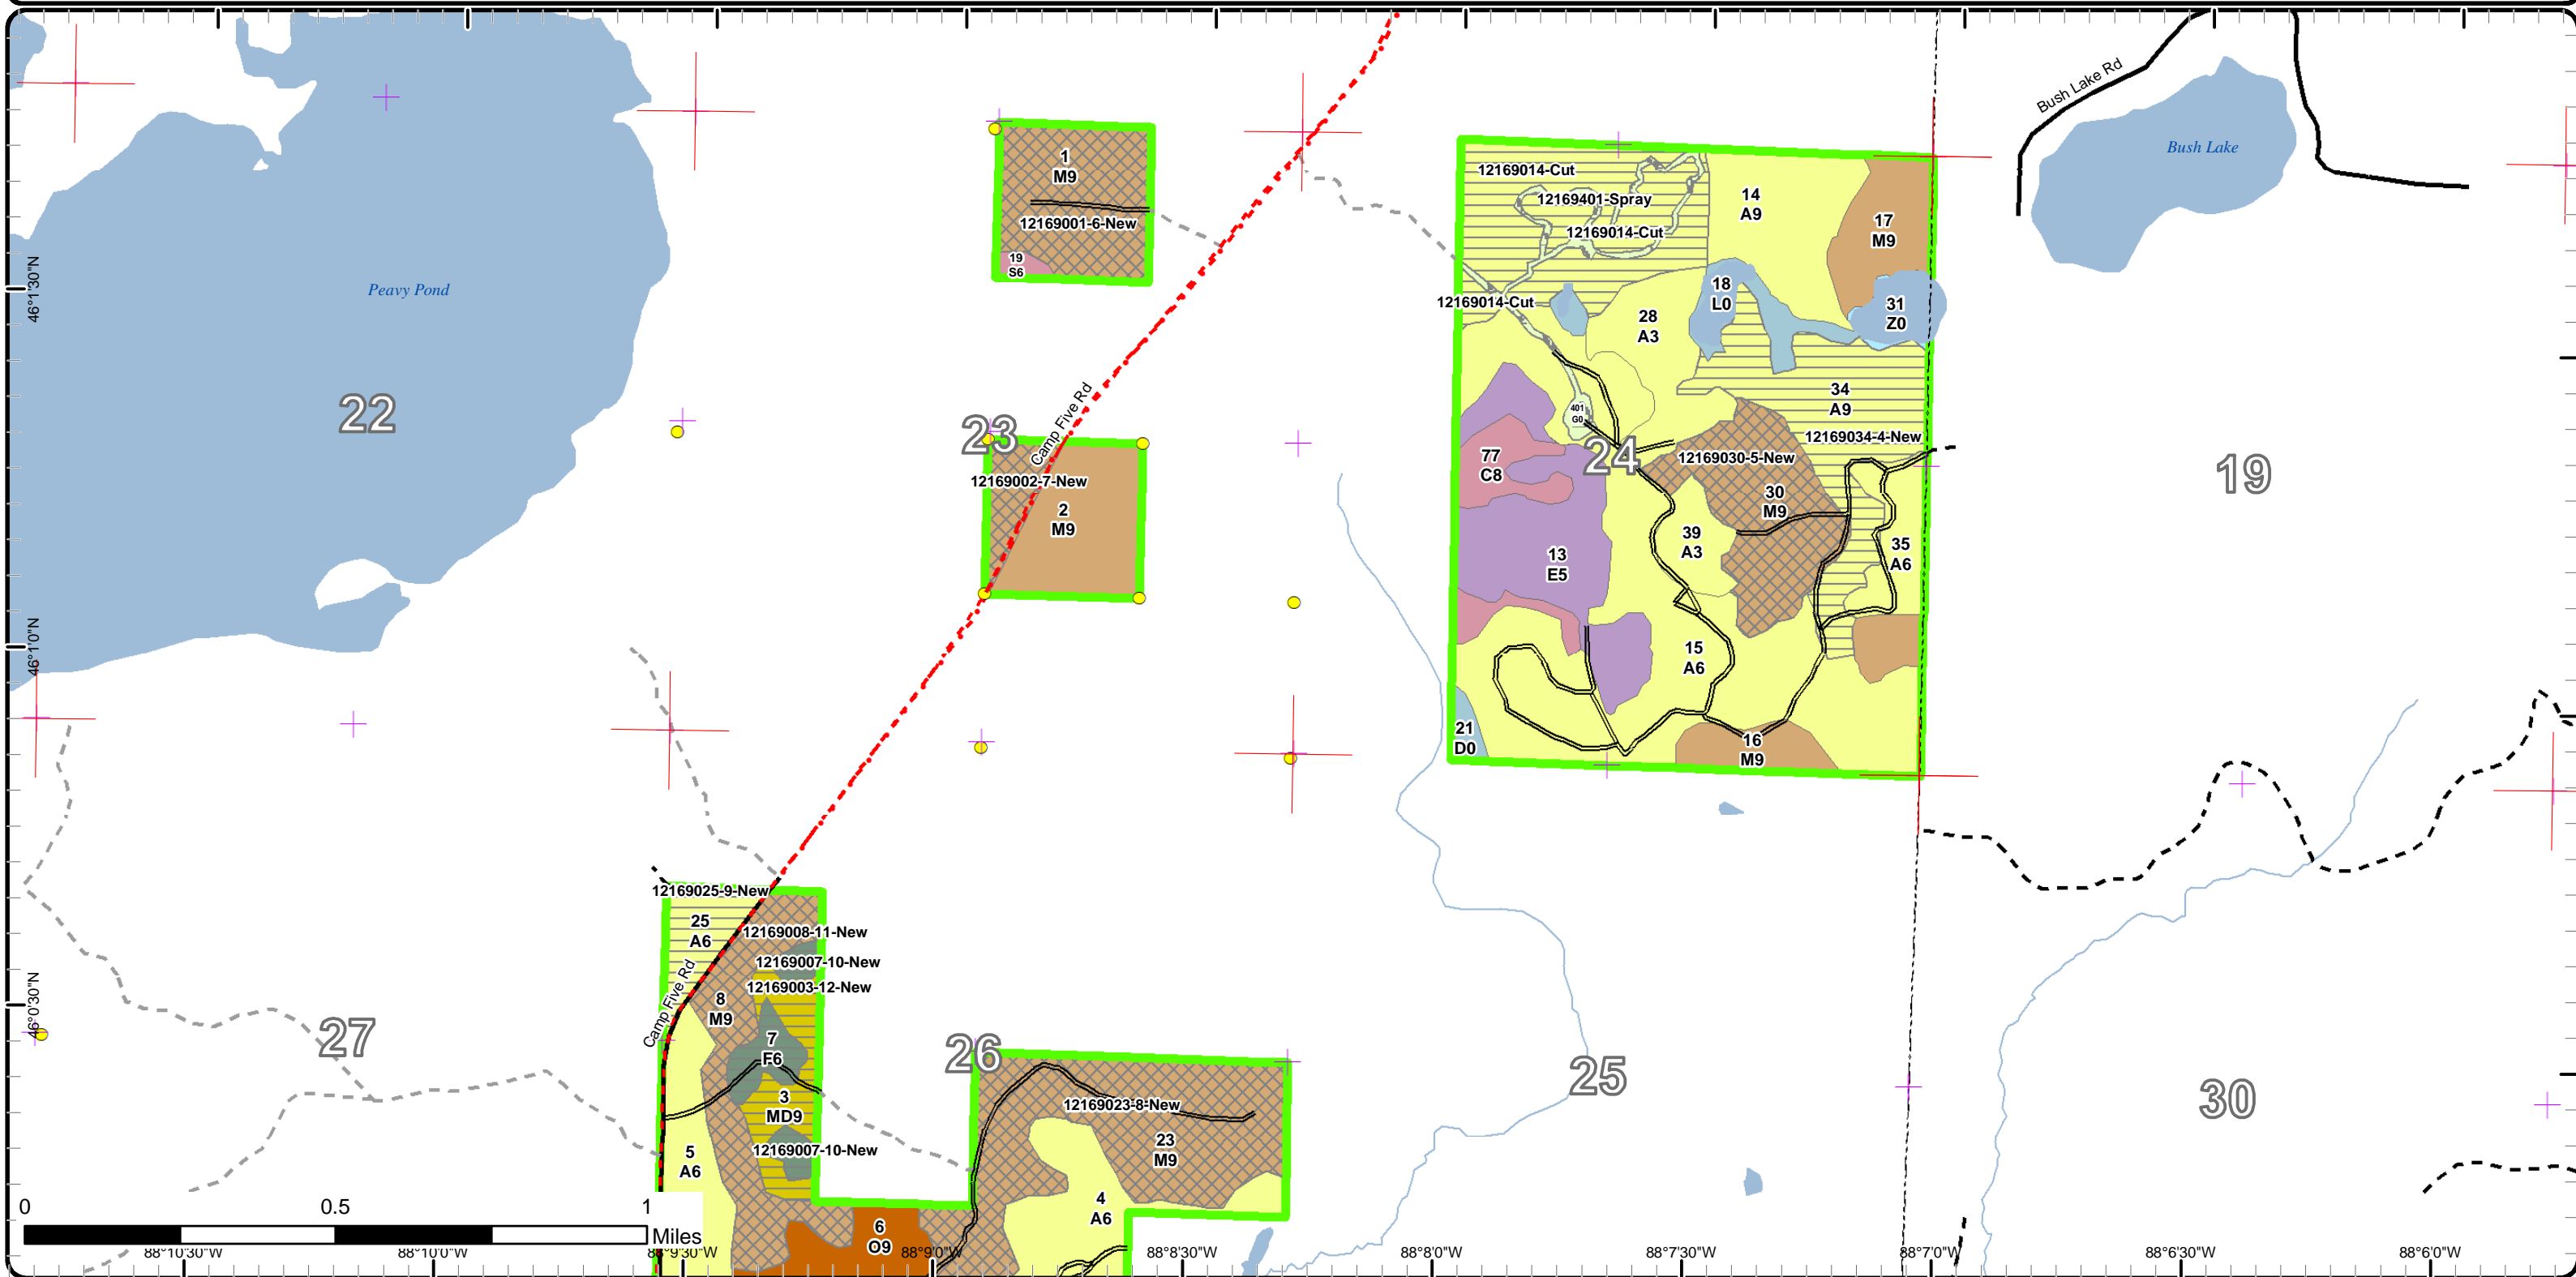 Bush Lake Rd
Bush Lake
1
M9
12169001-6-New
19
S6
12169014-Cut
12169401-Spray
12169014-Cut
14
A9
17
M9
46°1'30"N
Peavy Pond
12169014-Cut
18
L0
28
A3
31
Z0
22
23
Camp Five Rd
12169002-7-New
2
M9
401
G0
34
A9
12169034-4-New
24
12169030-5-New
77
C8
30
M9
19
39
A3
35
A6
13
E5
15
A6
46°1'0"N
21
D0
16
M9
12169025-9-New
25
A6
12169008-11-New
12169007-10-New
12169003-12-New
Camp Five Rd
8
M9
46°0'30"N
27
7
F6
26
25
30
3
MD9
12169023-8-New
12169007-10-New
5
A6
23
M9
4
A6
6
O9
0 0.5 1
Miles
88°10'30"W 88°10'0"W 88°9'30"W 88°9'0"W 88°8'30"W 88°8'0"W 88°7'30"W 88°7'0"W 88°6'30"W 88°6'0"W